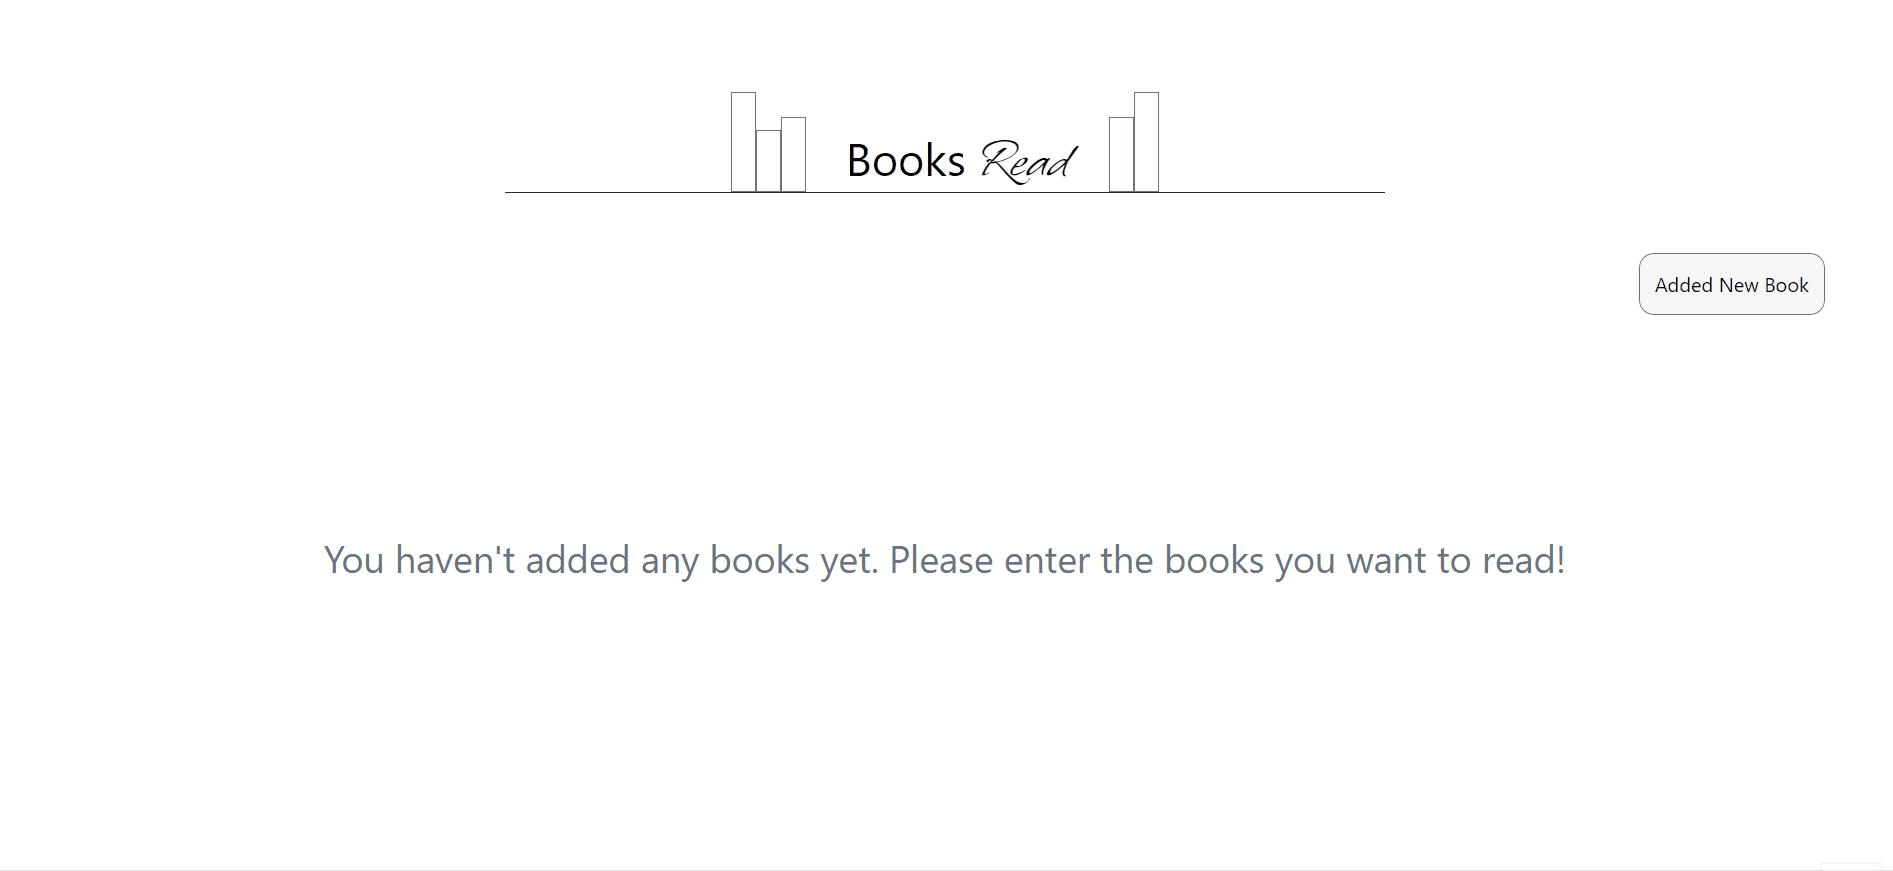 Books Read
Added New Book
You haven't added any books yet. Please enter the books you want to read!